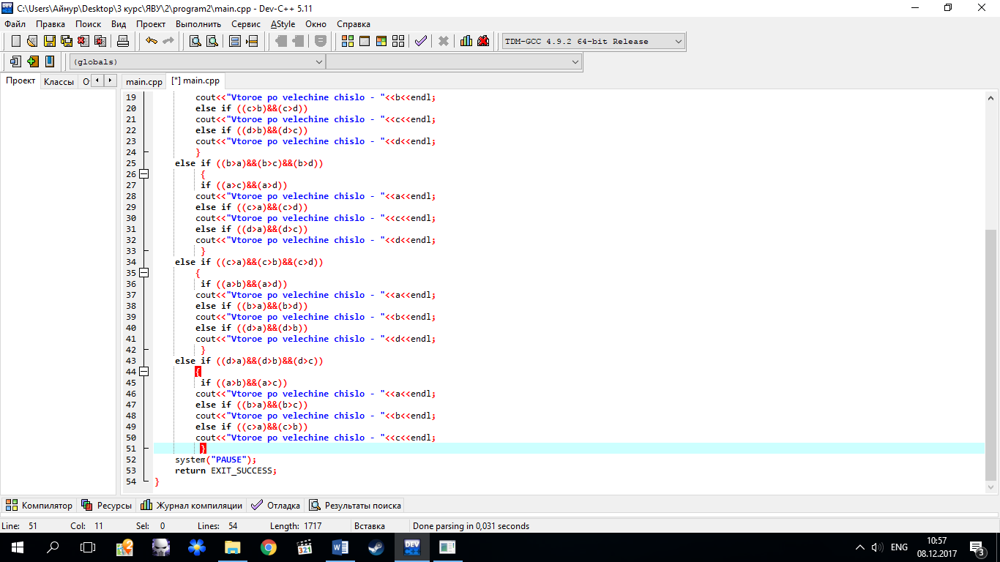 C:\Users\Айнур\Desktop\3 курс\ЯВУ\2\program2\main.cpp - Dev-C++ 5.11
Файл Правка Поиск Вид Проект Выполнить Сервис AStyle Окно Справка
TDM-GCC 4.9.2 64-bit Release
(globals)
Проект Классы О main.cpp [*] main.cpp
19 cout<<"Vtoroe po velechine chislo - "<<b<<endl;
20 else if ((c>b)&&(c>d))
21 cout<<"Vtoroe po velechine chislo - "<<c<<endl;
22 else if ((d>b)&&(d>c))
23 cout<<"Vtoroe po velechine chislo - "<<d<<endl;
24 }
25 else if ((b>a)&&(b>c)&&(b>d))
26 {
27 if ((a>c)&&(a>d))
28 cout<<"Vtoroe po velechine chislo - "<<a<<endl;
29 else if ((c>a)&&(c>d))
30 cout<<"Vtoroe po velechine chislo - "<<c<<endl;
31 else if ((d>a)&&(d>c))
32 cout<<"Vtoroe po velechine chislo - "<<d<<endl;
33 }
34 else if ((c>a)&&(c>b)&&(c>d))
35 {
36 if ((a>b)&&(a>d))
37 cout<<"Vtoroe po velechine chislo - "<<a<<endl;
38 else if ((b>a)&&(b>d))
39 cout<<"Vtoroe po velechine chislo - "<<b<<endl;
40 else if ((d>a)&&(d>b))
41 cout<<"Vtoroe po velechine chislo - "<<d<<endl;
42 }
43 else if ((d>a)&&(d>b)&&(d>c))
44 {
45 if ((a>b)&&(a>c))
46 cout<<"Vtoroe po velechine chislo - "<<a<<endl;
47 else if ((b>a)&&(b>c))
48 cout<<"Vtoroe po velechine chislo - "<<b<<endl;
49 else if ((c>a)&&(c>b))
50 cout<<"Vtoroe po velechine chislo - "<<c<<endl;
51 }
52 system("PAUSE");
53 return EXIT_SUCCESS;
54 }
Компилятор Ресурсы Журнал компиляции Отладка Результаты поиска
Line: 51 Col: 11 Sel: 0 Lines: 54 Length: 1717 Вставка Done parsing in 0,031 seconds
2
321
W
DEV
ENG
10:57
08.12.2017
3